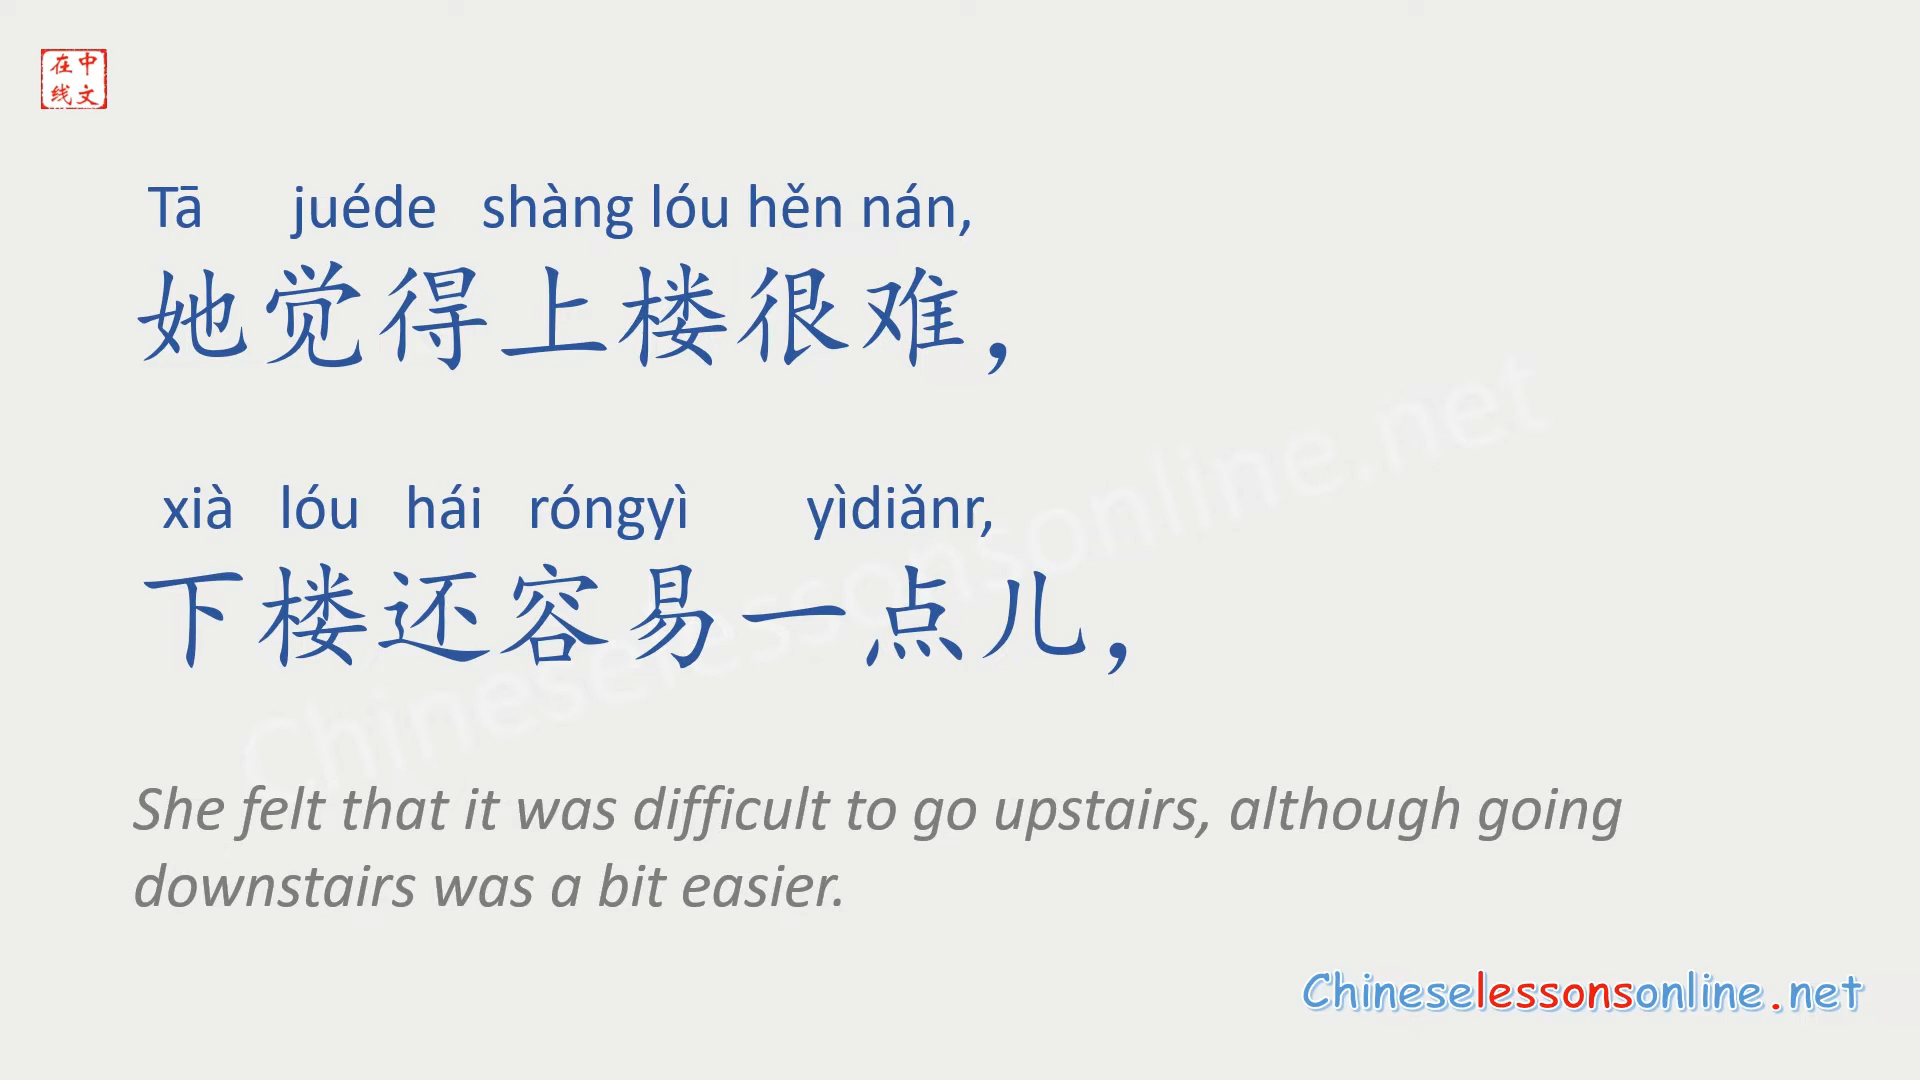 中文
在线
Tā juéde shàng lóu hěn nán,
她觉得上楼很难，
xià lóu hái róngyì yìdiǎnr,
下楼还容易一点儿，
She felt that it was difficult to go upstairs, although going
downstairs was a bit easier.
Chineselessonsonline.net
Chineselessonsonline.net